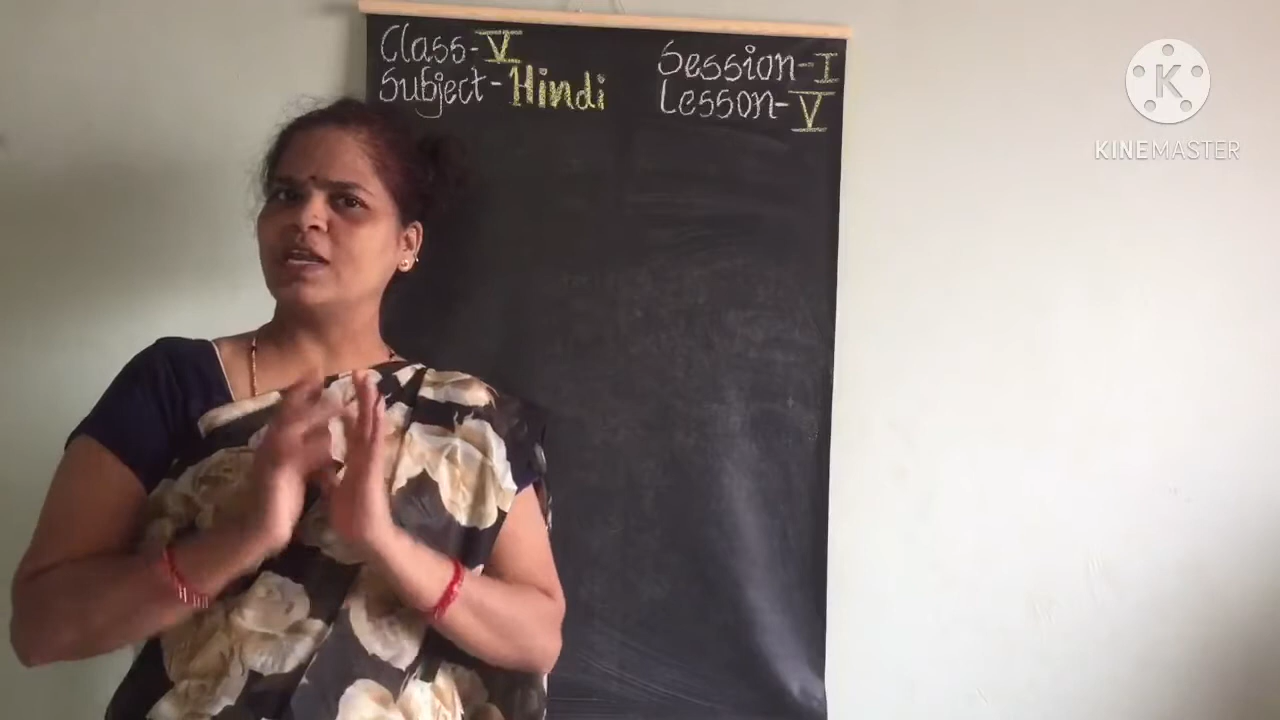 Class-V
Subject-Hindi
Session-I
Lesson-V
K
KINEMASTER